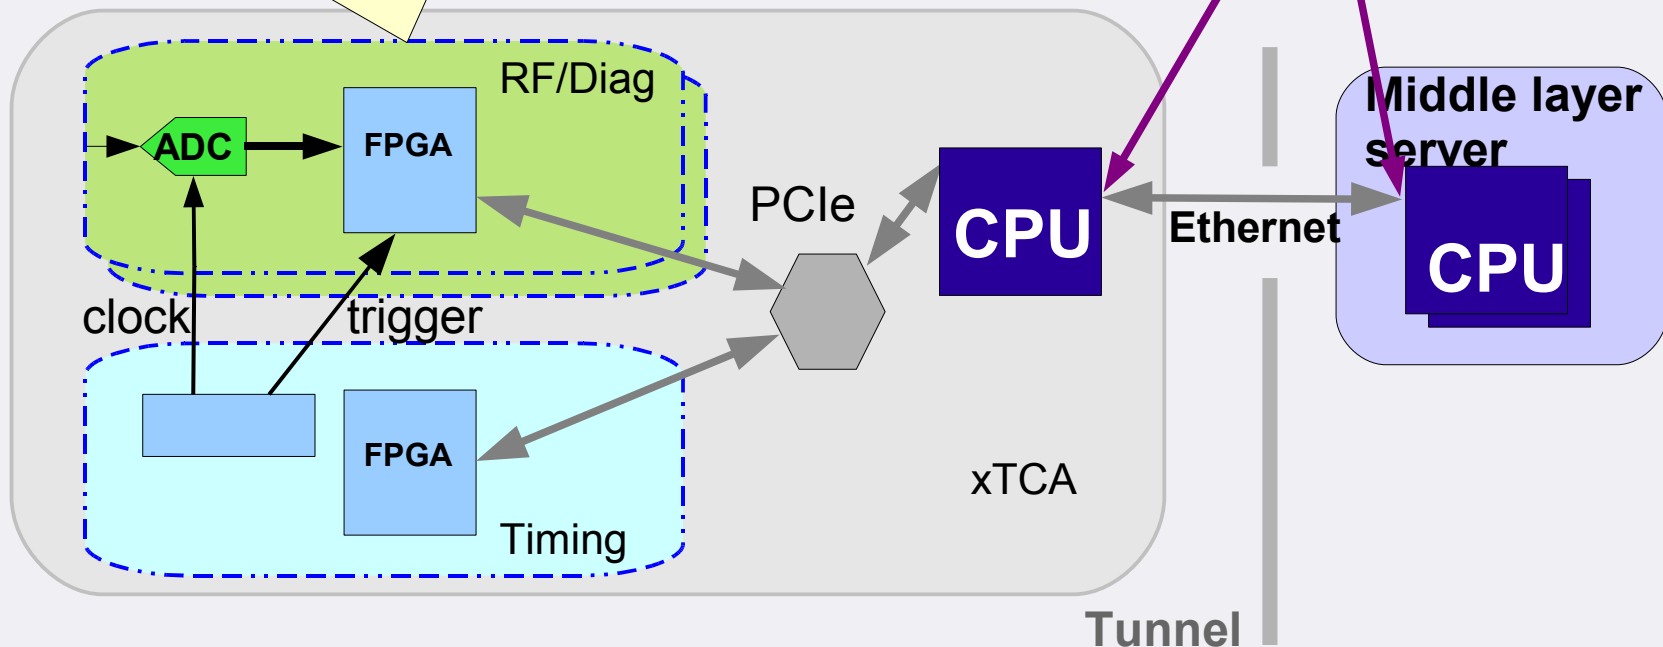 RF/Diag
ADC
FPGA
PCIe
CPU
Ethernet
Middle layer
server
CPU
clock
trigger
FPGA
Timing
xTCA
Tunnel